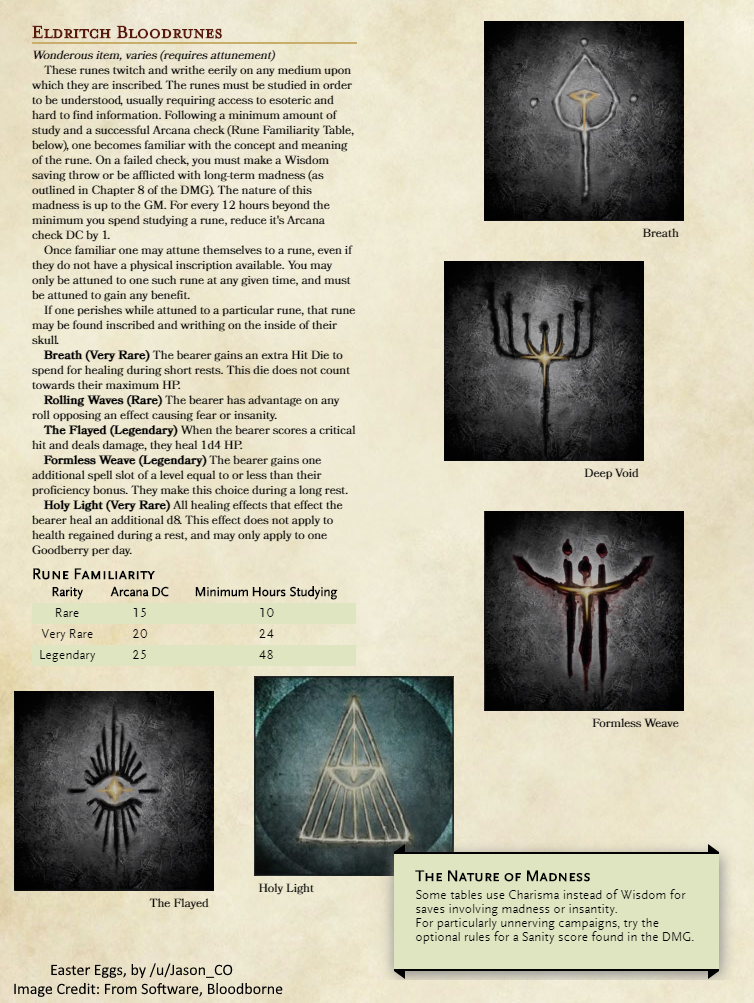 Eldritch Bloodrunes
Wonderous item, varies (requires attunement)
These runes twitch and writhe eerily on any medium upon
which they are inscribed. The runes must be studied in order
to be understood, usually requiring access to esoteric and
hard to find information. Following a minimum amount of
study and a successful Arcana check (Rune Familiarity Table,
below), one becomes familiar with the concept and meaning
of the rune. On a failed check, you must make a Wisdom
saving throw or be afflicted with long-term madness (as
outlined in Chapter 8 of the DMG). The nature of this
madness is up to the GM. For every 12 hours beyond the
minimum you spend studying a rune, reduce it's Arcana
check DC by 1.
Once familiar one may attune themselves to a rune, even if
they do not have a physical inscription available. You may
only be attuned to one such rune at any given time, and must
be attuned to gain any benefit.
If one perishes while attuned to a particular rune, that rune
may be found inscribed and writhing on the inside of their
skull.
Breath (Very Rare) The bearer gains an extra Hit Die to
spend for healing during short rests. This die does not count
towards their maximum HP.
Rolling Waves (Rare) The bearer has advantage on any
roll opposing an effect causing fear or insanity.
The Flayed (Legendary) When the bearer scores a critical
hit and deals damage, they heal 1d4 HP.
Formless Weave (Legendary) The bearer gains one
additional spell slot of a level equal to or less than their
proficiency bonus. They make this choice during a long rest.
Holy Light (Very Rare) All healing effects that effect the
bearer heal an additional d8. This effect does not apply to
health regained during a rest, and may only apply to one
Goodberry per day.
Rune Familiarity
Rarity Arcana DC Minimum Hours Studying
Rare 15 10
Very Rare 20 24
Legendary 25 48
Breath
Deep Void
Formless Weave
The Flayed
Holy Light
The Nature of Madness
Some tables use Charisma instead of Wisdom for
saves involving madness or insantity.
For particularly unnerving campaigns, try the
optional rules for a Sanity score found in the DMG.
Easter Eggs, by /u/Jason_CO
Image Credit: From Software, Bloodborne